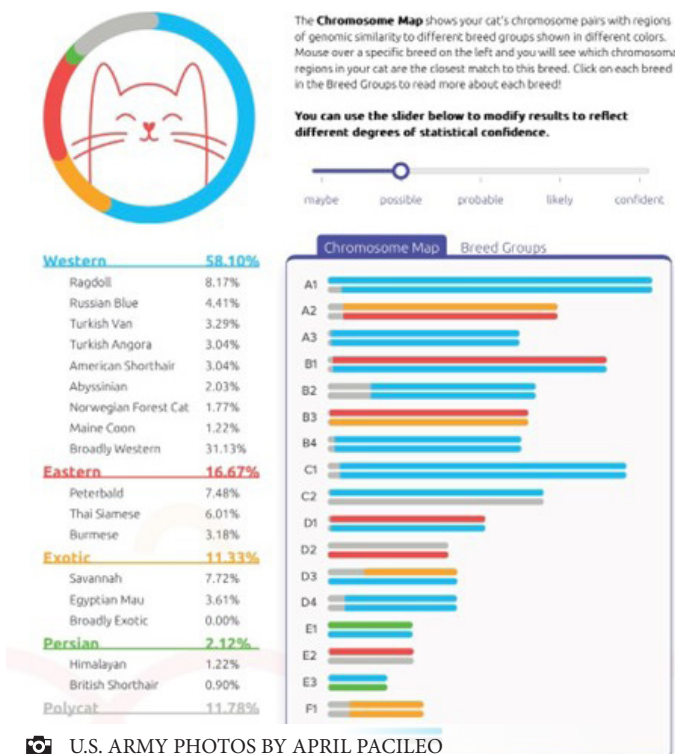 The Chromosome Map shows your cat's chromosome pairs with regions
of genomic similarity to different breed groups shown in different colors.
Mouse over a specific breed on the left and you will see which chromosoma
regions in your cat are the closest match to this breed. Click on each breed
in the Breed Groups to read more about each breed!
You can use the slider below to modify results to reflect
different degrees of statistical confidence.
maybe possible probable likely confident
Western 58.10%
Ragdoll 8.17%
Russian Blue 4.41%
Turkish Van 3.29%
Turkish Angora 3.04%
American Shorthair 3.04%
Abyssinian 2.03%
Norwegian Forest Cat 1.77%
Maine Coon 1.22%
Broadly Western 31.13%
Eastern 16.67%
Peterbald 7.48%
Thai Siamese 6.01%
Burmese 3.18%
Exotic 11.33%
Savannah 7.72%
Egyptian Mau 3.61%
Broadly Exotic 0.00%
Persian 2.12%
Himalayan 1.22%
British Shorthair 0.90%
Polycat 11.78%
Chromosome Map Breed Groups
A1
A2
A3
B1
B2
B3
B4
C1
C2
D1
D2
D3
D4
E1
E2
E3
F1
U.S. ARMY PHOTOS BY APRIL PACILEO